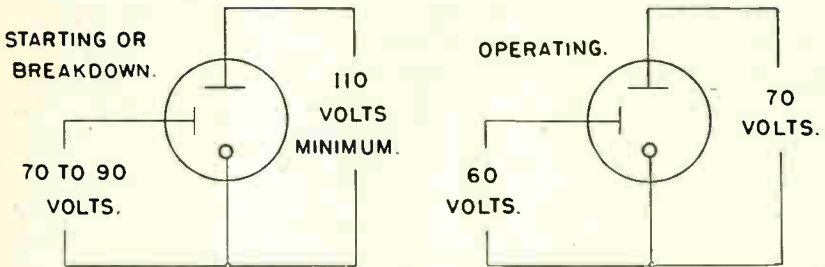 STARTING OR
BREAKDOWN.
110
VOLTS
MINIMUM.
70 TO 90
VOLTS.
OPERATING.
70
VOLTS.
60
VOLTS.